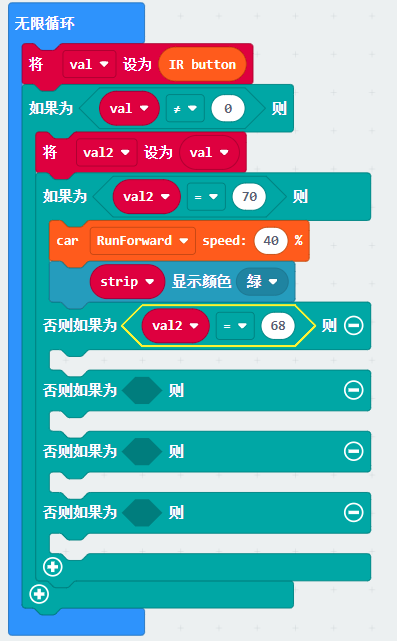 无限循环
将 val 设为 IR button
如果为 val ≠ 0 则
将 val2 设为 val
如果为 val2 = 70 则
car RunForward speed: 40 %
strip 显示颜色 绿
否则如果为 val2 = 68 则
否则如果为 则
否则如果为 则
否则如果为 则